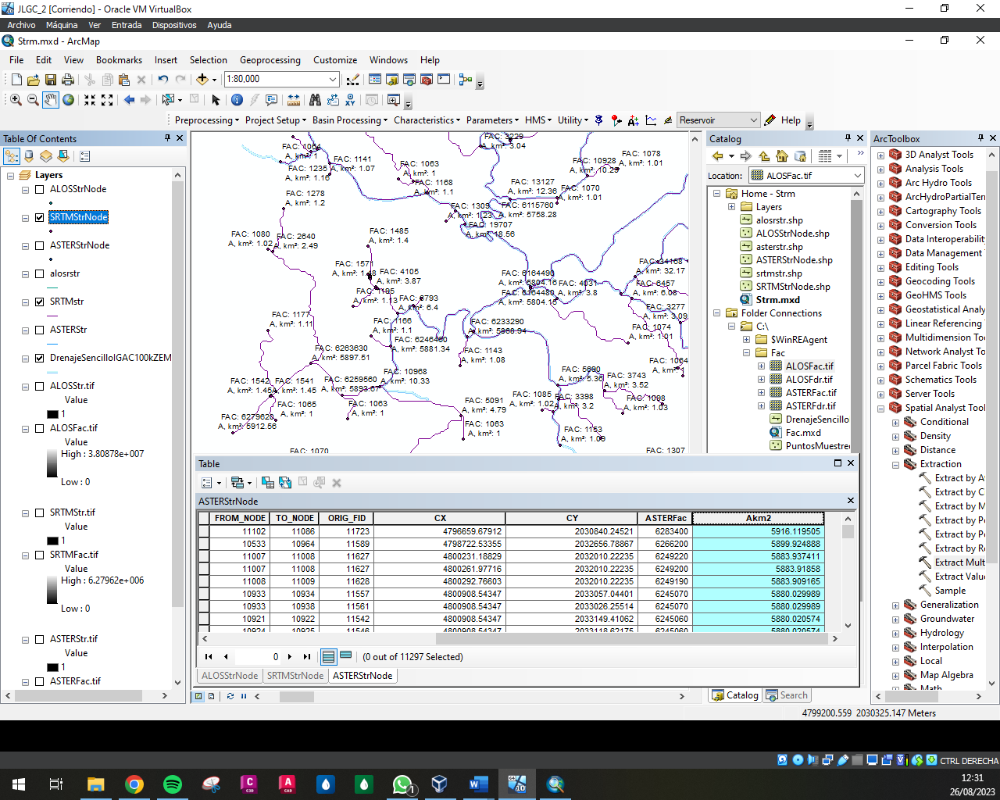 JLGC_2 [Corriendo] - Oracle VM VirtualBox
Archivo Máquina Ver Entrada Dispositivos Ayuda
Strm.mxd - ArcMap
File Edit View Bookmarks Insert Selection Geoprocessing Customize Windows Help
1:80,000
Preprocessing Project Setup Basin Processing Characteristics Parameters HMS Utility Reservoir Help
Table Of Contents
Layers
ALOSStrNode
SRTMStrNode
ASTERStrNode
alosrstr
SRTMstr
ASTERStr
DrenajeSencilloIGAC100kZEM
ALOSStr.tif
Value
1
ALOSFac.tif
High : 3.80878e+007
Low : 0
SRTMStr.tif
Value
1
SRTMFac.tif
Value
High : 6.27962e+006
Low : 0
ASTERStr.tif
Value
1
ASTERFac.tif
FAC: 1064
A, km²: 1
FAC: 3229
A, km²: 3.04
FAC: 1141
A, km²: 1.07
FAC: 1235
A, km²: 1.16
FAC: 1063
A, km²: 1
FAC: 1078
A, km²: 1.01
FAC: 10928
A, km²: 10.29
FAC: 1168
A, km²: 1.1
FAC: 13127
A, km²: 12.36
FAC: 1070
A, km²: 1.01
FAC: 1278
A, km²: 1.2
FAC: 1309
A, km²: 1.23
FAC: 6115760
A, km²: 5758.28
FAC: 19707
A, km²: 18.56
FAC: 1080
A, km²: 1.02
FAC: 2640
A, km²: 2.49
FAC: 1485
A, km²: 1.4
FAC: 1571
FAC: 4105
A, km²: 3.87
FAC: 34168
A, km²: 32.17
FAC: 6164490
A, km²: 5804.16
FAC: 4031
A, km²: 3.8
FAC: 6457
A, km²: 6.08
FAC: 6164480
A, km²: 5804.15
FAC: 1195
A, km²: 1.13
FAC: 6793
A, km²: 6.4
FAC: 3277
A, km²: 3.09
FAC: 1177
A, km²: 1.11
FAC: 1166
A, km²: 1.1
FAC: 6233290
A, km²: 5868.94
FAC: 1074
A, km²: 1.01
FAC: 6246490
A, km²: 5881.34
FAC: 6263630
A, km²: 5897.51
FAC: 1143
A, km²: 1.08
FAC: 1064
FAC: 10968
A, km²: 10.33
FAC: 5690
A, km²: 5.36
FAC: 3743
A, km²: 3.52
FAC: 1542
A, km²: 1.45
FAC: 1541
A, km²: 1.45
FAC: 6259560
A, km²: 5893.67
FAC: 1065
A, km²: 1
FAC: 1063
A, km²: 1
FAC: 5091
A, km²: 4.79
FAC: 1085
A, km²: 1.02
FAC: 3398
A, km²: 3.2
FAC: 1098
A, km²: 1.03
FAC: 6279620
A, km²: 5912.56
FAC: 1063
A, km²: 1
FAC: 1153
A, km²: 1.09
FAC: 1070
FAC: 1307
Table
ASTERStrNode
FROM_NODE TO_NODE ORIG_FID CX CY ASTERFac Akm2
11102 11086 11723 4796659.67912 2030840.24521 6283400 5916.119505
10533 10964 11589 4798722.53355 2032656.78867 6266200 5899.924888
11007 11008 11627 4800231.18829 2032010.22235 6249220 5883.937411
11007 11008 11627 4800261.97716 2032010.22235 6249200 5883.91858
11008 11009 11628 4800292.76603 2032010.22235 6249190 5883.909165
10933 10934 11557 4800908.54347 2033057.04401 6245070 5880.029989
10933 10938 11561 4800908.54347 2033026.25514 6245070 5880.029989
10921 10922 11542 4800908.54347 2033149.41062 6245060 5880.020574
10924 10925 11546 4800908.54347 2033118.62175 6245060 5880.020574
0 (0 out of 11297 Selected)
ALOSStrNode SRTMStrNode ASTERStrNode
Catalog
Location: ALOSFac.tif
Home - Strm
Layers
alosrstr.shp
ALOSStrNode.shp
asterstr.shp
ASTERStrNode.shp
srtmstr.shp
SRTMStrNode.shp
Strm.mxd
Folder Connections
C:\
$WinREAgent
Fac
ALOSFac.tif
ALOSFdr.tif
ASTERFac.tif
ASTERFdr.tif
DrenajeSencillo
Fac.mxd
PuntosMuestre
Catalog Search
ArcToolbox
3D Analyst Tools
Analysis Tools
Arc Hydro Tools
ArcHydroPartialTer
Cartography Tools
Conversion Tools
Data Interoperability
Data Management
Editing Tools
Geocoding Tools
GeoHMS Tools
Geostatistical Analy
Linear Referencing
Multidimension Too
Network Analyst To
Parcel Fabric Tools
Schematics Tools
Server Tools
Spatial Analyst Tool
Conditional
Density
Distance
Extraction
Extract by A
Extract by C
Extract by M
Extract by P
Extract by P
Extract by R
Extract Mult
Extract Value
Sample
Generalization
Groundwater
Hydrology
Interpolation
Local
Map Algebra
Math
4799200.559 2030325.147 Meters
CTRL DERECHA
12:31
26/08/2023